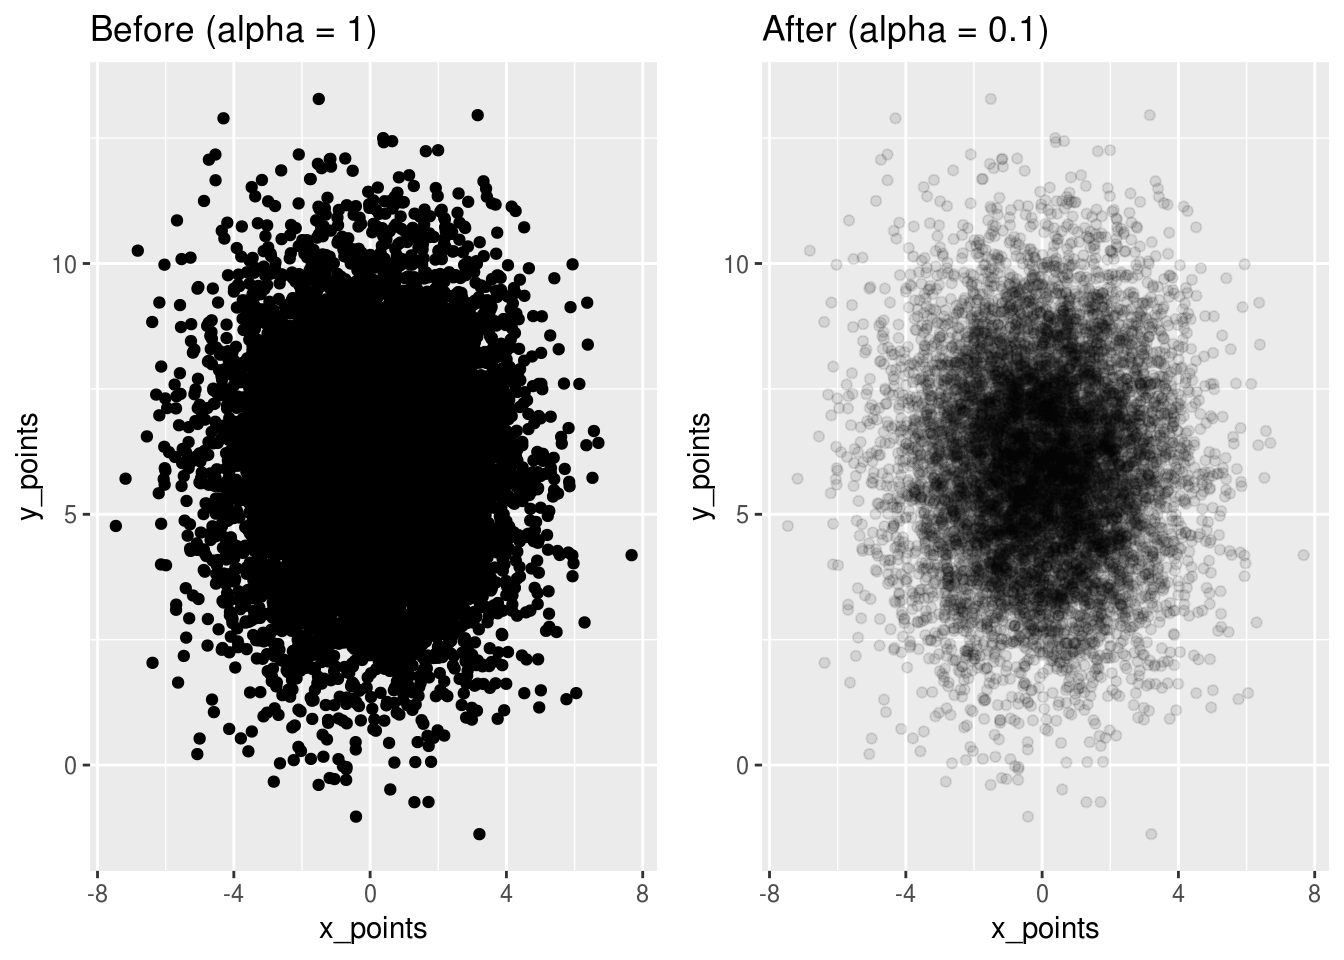 Before (alpha = 1)
y_points
10
5
0
-8 -4 0 4 8
x_points
After (alpha = 0.1)
y_points
10
5
0
-8 -4 0 4 8
x_points